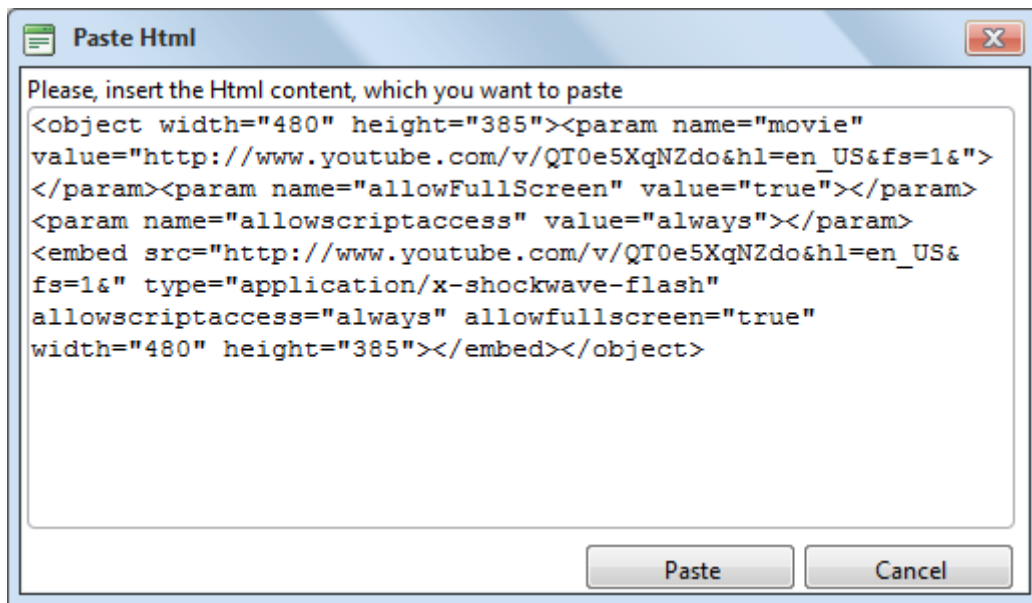 Paste Html
Please, insert the Html content, which you want to paste
<object width="480" height="385"><param name="movie"
value="http://www.youtube.com/v/QT0e5XqNZdo&hl=en_US&fs=1&">
</param><param name="allowFullScreen" value="true"></param>
<param name="allowscriptaccess" value="always"></param>
<embed src="http://www.youtube.com/v/QT0e5XqNZdo&hl=en_US&
fs=1&" type="application/x-shockwave-flash"
allowscriptaccess="always" allowfullscreen="true"
width="480" height="385"></embed></object>
Paste Cancel